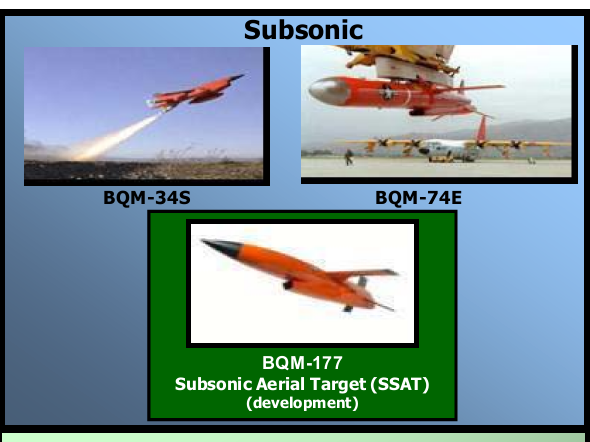 Subsonic
BQM-34S
BQM-74E
BQM-177
Subsonic Aerial Target (SSAT)
(development)